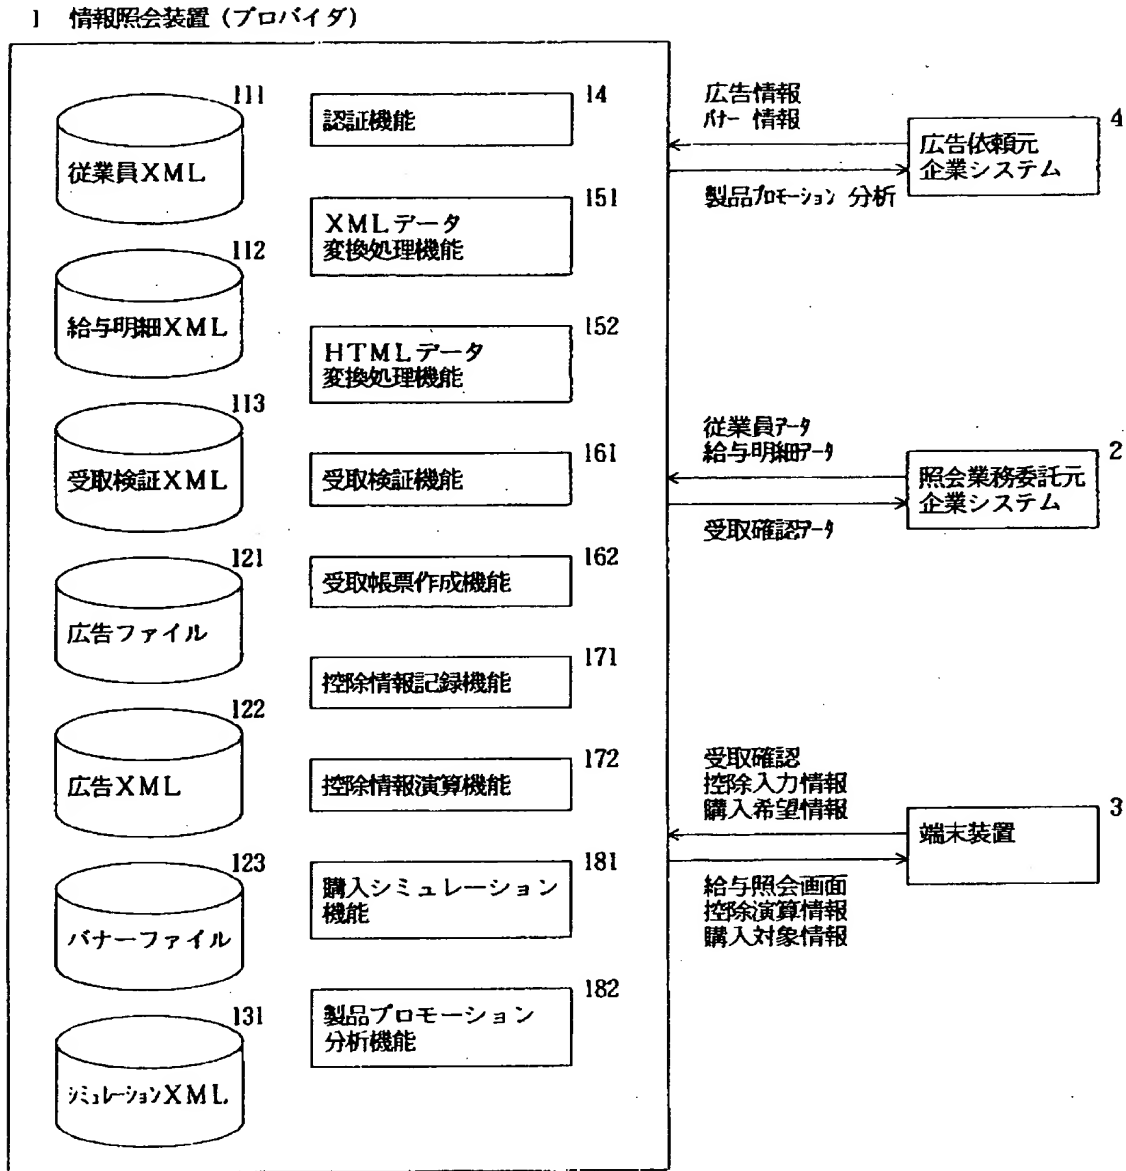 1 情報照会装置（プロバイダ）
111
従業員XML
112
給与明細XML
113
受取検証XML
121
広告ファイル
122
広告XML
123
バナーファイル
131
シミュレーションXML
14
認証機能
151
XMLデータ
変換処理機能
152
HTMLデータ
変換処理機能
161
受取検証機能
162
受取帳票作成機能
171
控除情報記録機能
172
控除情報演算機能
181
購入シミュレーション
機能
182
製品プロモーション
分析機能
広告情報
バナー 情報
製品プロモーション 分析
4
広告依頼元
企業システム
従業員データ
給与明細データ
受取確認データ
2
照会業務委託元
企業システム
受取確認
控除入力情報
購入希望情報
給与照会画面
控除演算情報
購入対象情報
3
端末装置